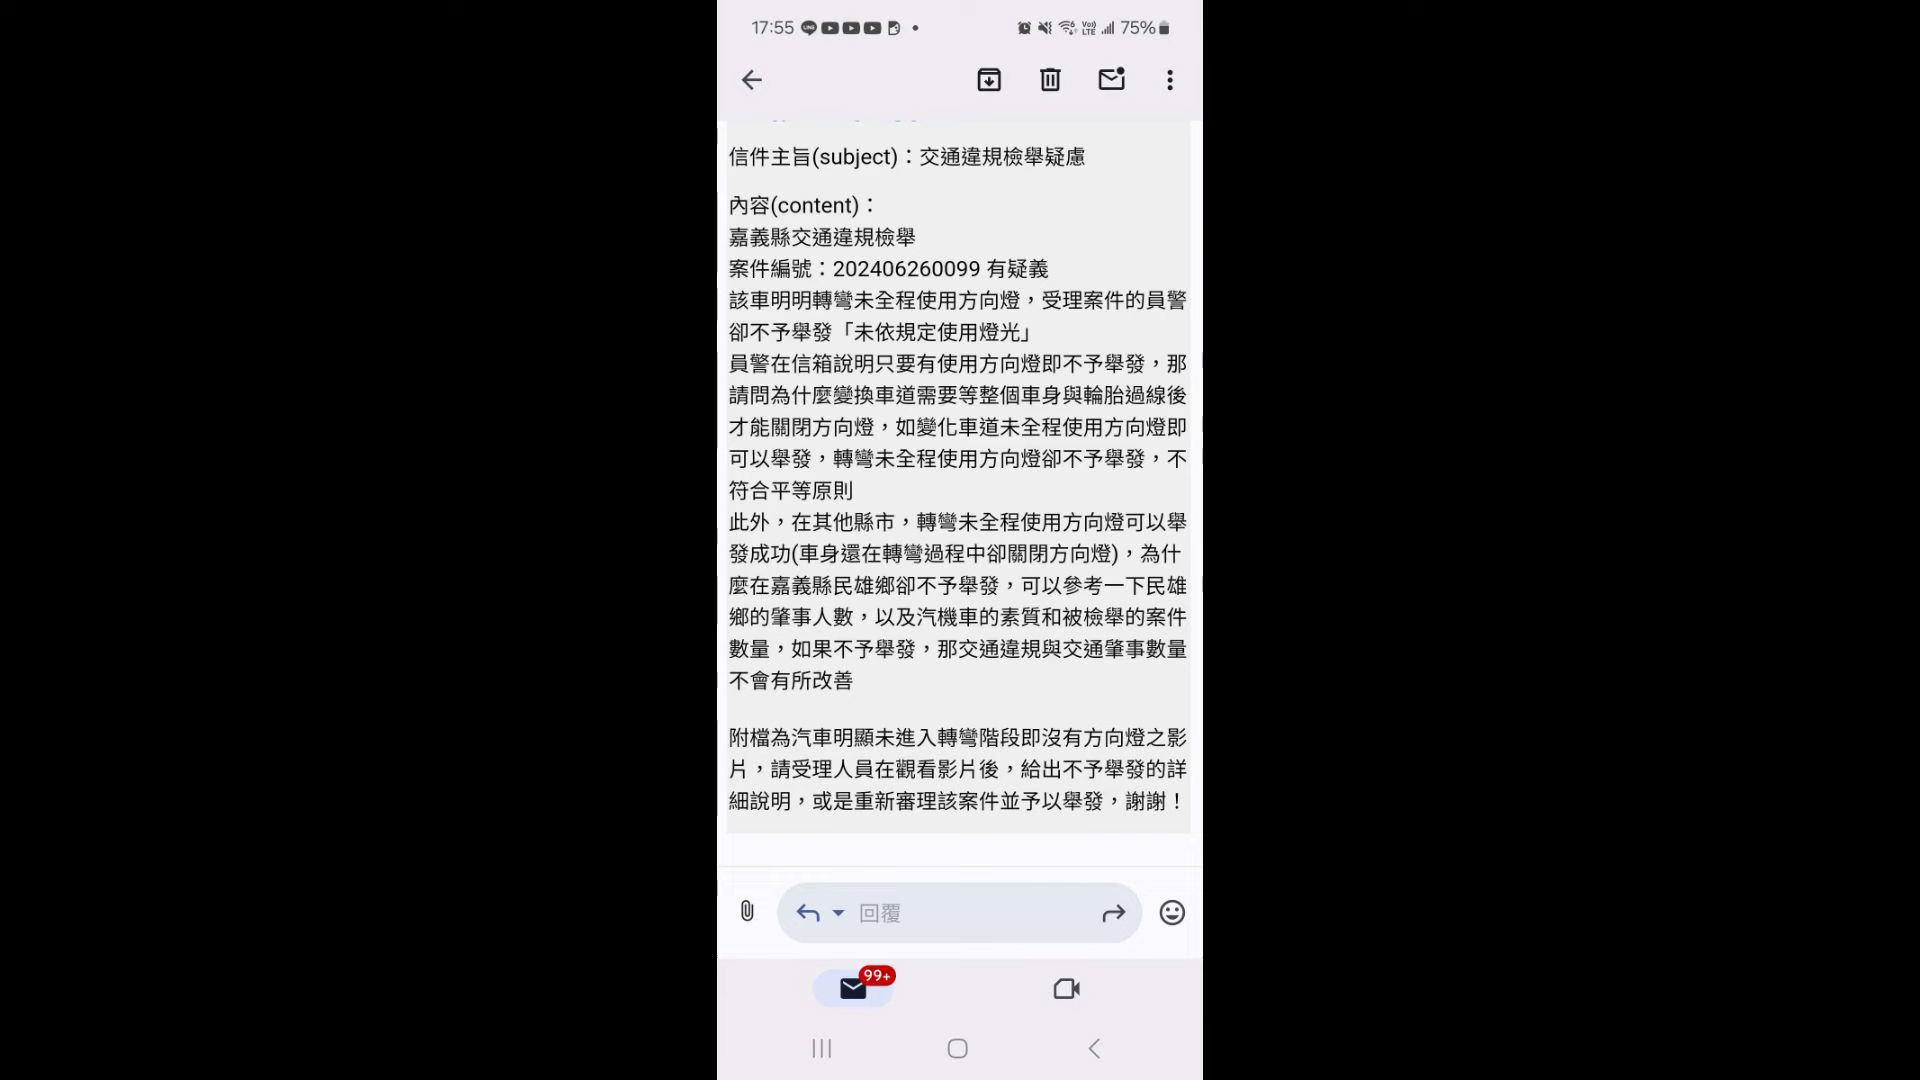 17:55
75%
信件主旨(subject)：交通違規檢舉疑慮
內容(content)：
嘉義縣交通違規檢舉
案件編號：202406260099 有疑義
該車明明轉彎未全程使用方向燈，受理案件的員警
卻不予舉發「未依規定使用燈光」
員警在信箱說明只要有使用方向燈即不予舉發，那
請問為什麼變換車道需要等整個車身與輪胎過線後
才能關閉方向燈，如變化車道未全程使用方向燈即
可以舉發，轉彎未全程使用方向燈卻不予舉發，不
符合平等原則
此外，在其他縣市，轉彎未全程使用方向燈可以舉
發成功(車身還在轉彎過程中卻關閉方向燈)，為什
麼在嘉義縣民雄鄉卻不予舉發，可以參考一下民雄
鄉的肇事人數，以及汽機車的素質和被檢舉的案件
數量，如果不予舉發，那交通違規與交通肇事數量
不會有所改善
附檔為汽車明顯未進入轉彎階段即沒有方向燈之影
片，請受理人員在觀看影片後，給出不予舉發的詳
細說明，或是重新審理該案件並予以舉發，謝謝！
回覆
99+